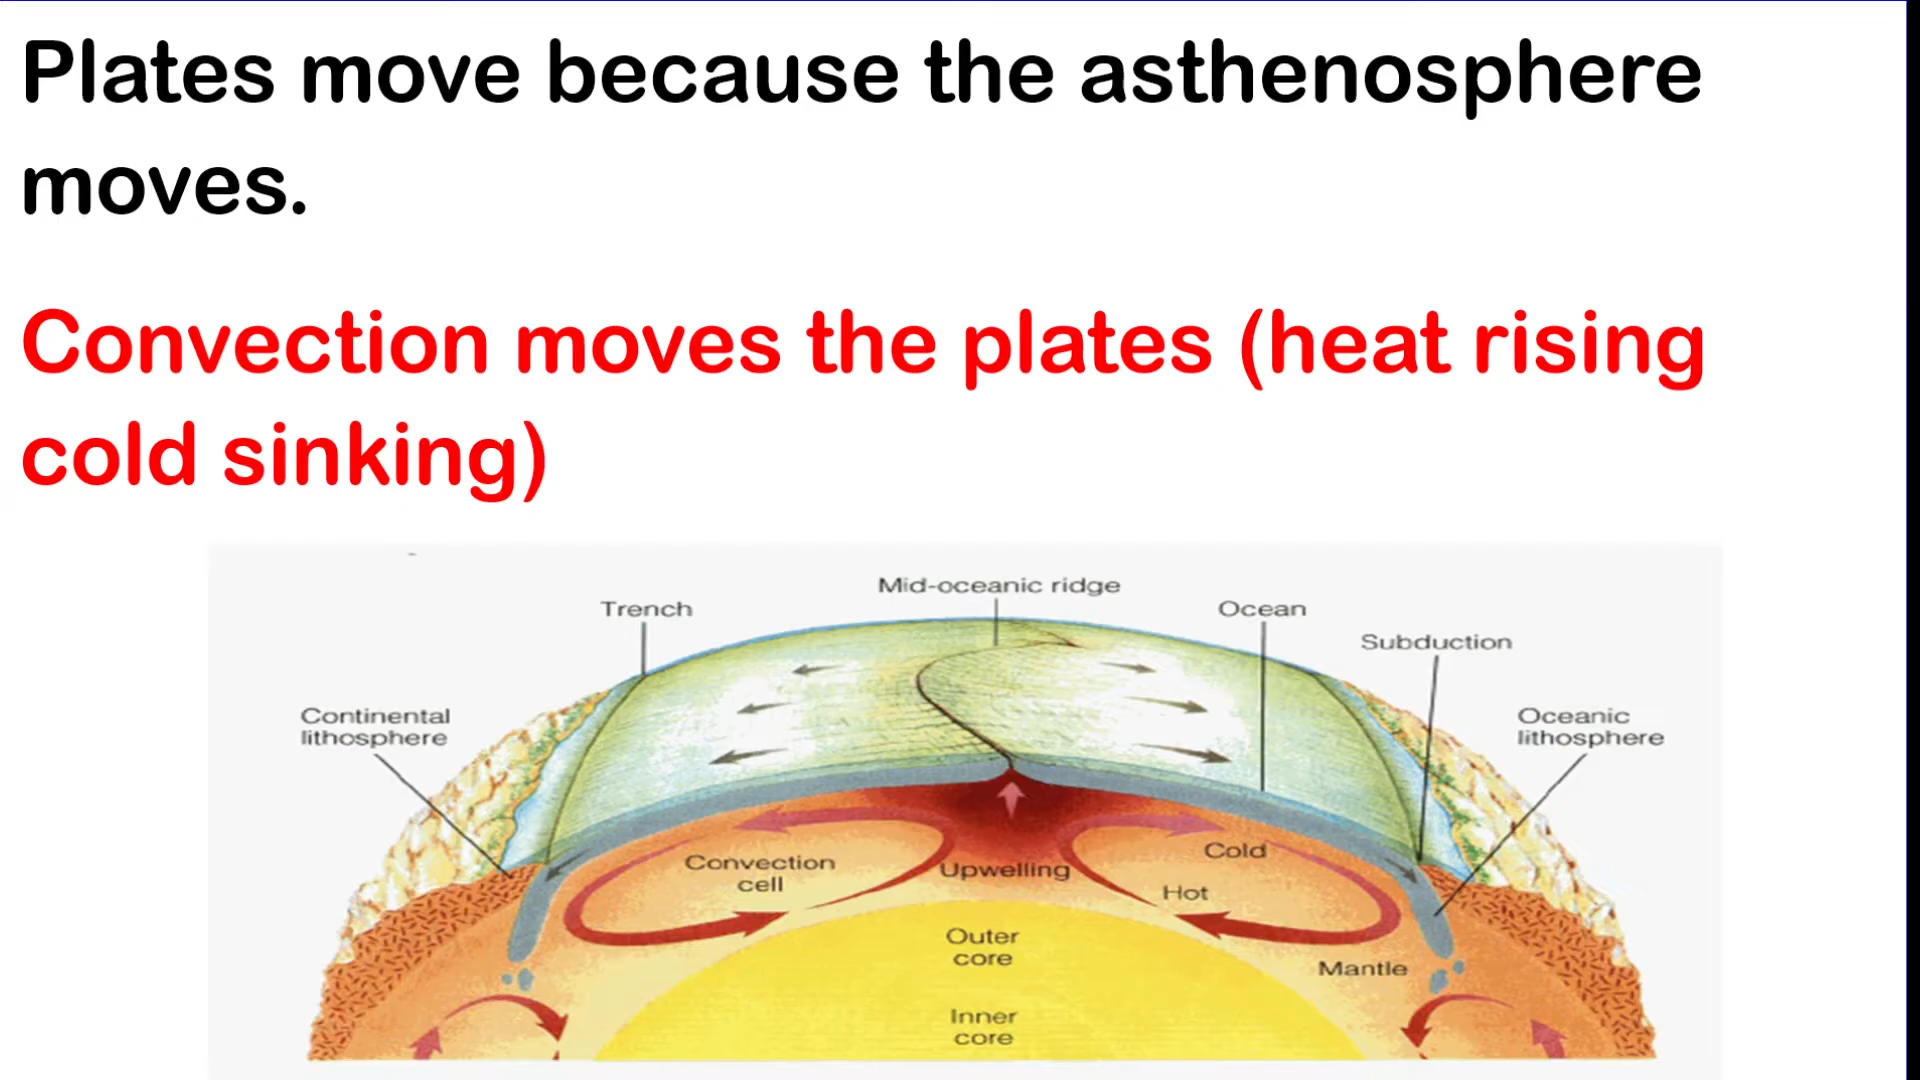 Plates move because the asthenosphere
moves.
Convection moves the plates (heat rising
cold sinking)
Mid-oceanic ridge
Trench
Ocean
Subduction
Continental
lithosphere
Oceanic
lithosphere
Convection
cell
Upwelling
Cold
Hot
Outer
core
Mantle
Inner
core